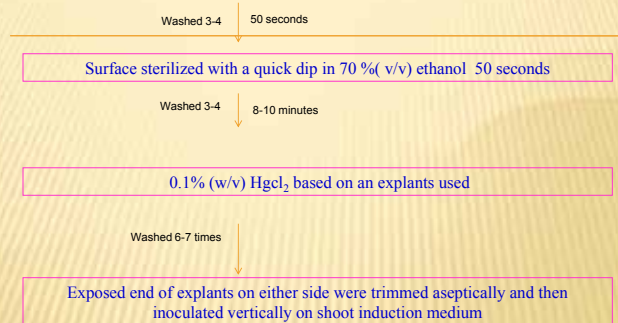 Washed 3-4 50 seconds
Surface sterilized with a quick dip in 70 %( v/v) ethanol 50 seconds
Washed 3-4 8-10 minutes
0.1% (w/v) Hgcl₂ based on an explants used
Washed 6-7 times
Exposed end of explants on either side were trimmed aseptically and then
inoculated vertically on shoot induction medium